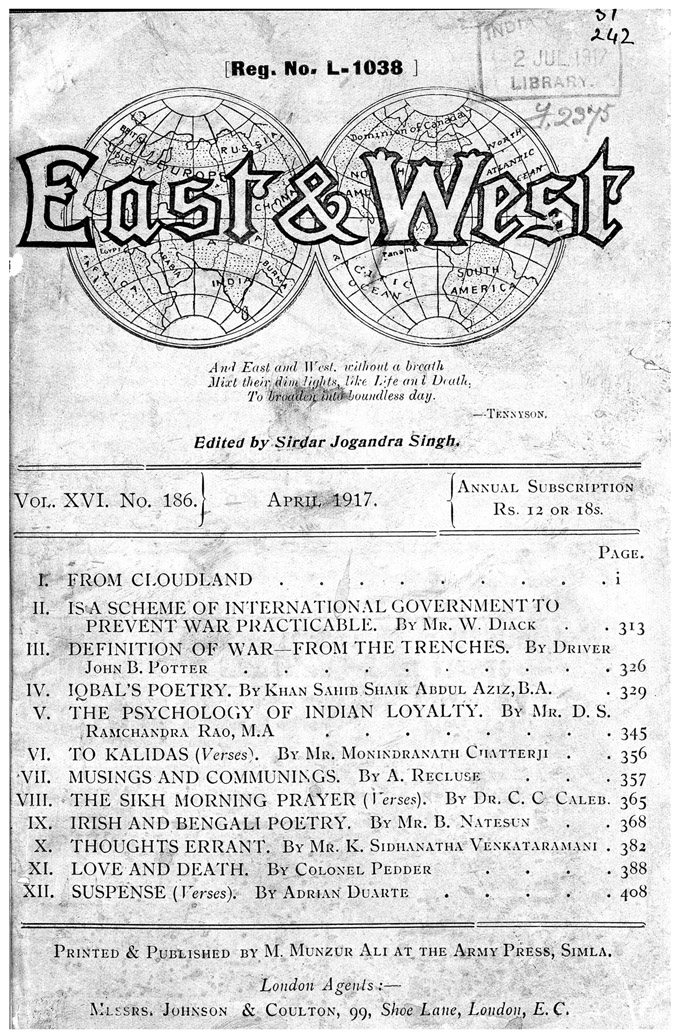 51
242
INDIA
2 JUL 1917
LIBRARY.
[Reg. No. L-1038 ]
East & West
BRITISH
ISLES
EUROPE
RUSSIA
CHINA
EGYPT
AFRICA
ARABIA
INDIA
BURMA
Dominion of Canada
NORTH
ATLANTIC
OCEAN
Panama
OCEAN
SOUTH
AMERICA
And East and West, without a breath
Mixt their dim lights, like Life and Death,
To broaden into boundless day.
—TENNYSON.
Edited by Sirdar Jogandra Singh.
VOL. XVI. No. 186.
APRIL 1917.
ANNUAL SUBSCRIPTION
RS. 12 OR 18s.
PAGE.
I. FROM CLOUDLAND . . . . . . . . . i
II. IS A SCHEME OF INTERNATIONAL GOVERNMENT TO
PREVENT WAR PRACTICABLE. BY MR. W. DIACK . . 313
III. DEFINITION OF WAR—FROM THE TRENCHES. BY DRIVER
JOHN B. POTTER . . . . . . . . . 326
IV. IQBAL'S POETRY. BY KHAN SAHIB SHAIK ABDUL AZIZ, B.A. . 329
V. THE PSYCHOLOGY OF INDIAN LOYALTY. BY MR. D. S.
RAMCHANDRA RAO, M.A . . . . . . . 345
VI. TO KALIDAS (Verses). BY MR. MONINDRANATH CHATTERJI . . 356
VII. MUSINGS AND COMMUNINGS. BY A. RECLUSE . . . 357
VIII. THE SIKH MORNING PRAYER (Verses). BY DR. C. C CALEB. 365
IX. IRISH AND BENGALI POETRY. BY MR. B. NATESUN . . 368
X. THOUGHTS ERRANT. BY MR. K. SIDHANATHA VENKATARAMANI . 382
XI. LOVE AND DEATH. BY COLONEL PEDDER . . . . 388
XII. SUSPENSE (Verses). BY ADRIAN DUARTE . . . . . 408
PRINTED & PUBLISHED BY M. MUNZUR ALI AT THE ARMY PRESS, SIMLA.
London Agents :—
MESSRS. JOHNSON & COULTON, 99, Shoe Lane, London, E. C.